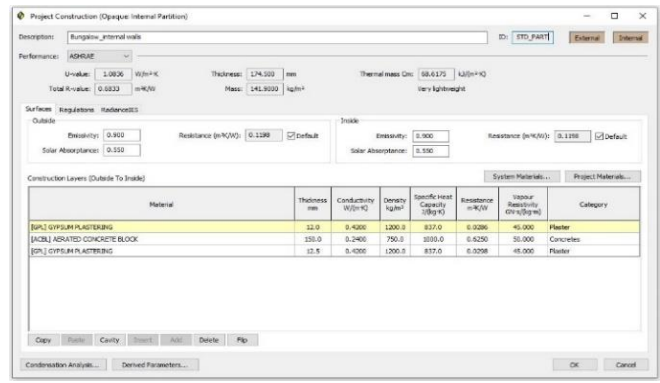 Project Construction (Opaque: Internal Partition)
Description: Bungalow_internal walls ID: STD_PART External Internal
Performance: ASHRAE
U-value: 1.0836 W/m²·K Thickness: 174.500 mm Thermal mass Cm: 68.6175 kJ/(m²·K)
Total R-value: 0.6833 m²K/W Mass: 141.9000 kg/m² Very lightweight
Surfaces Regulations RadianceIES
Outside Inside
Emissivity: 0.900 Resistance (m²K/W): 0.1198 Default Emissivity: 0.900 Resistance (m²K/W): 0.1198 Default
Solar Absorptance: 0.550 Solar Absorptance: 0.550
Construction Layers (Outside To Inside) System Materials... Project Materials...
Material Thickness mm Conductivity W/(m·K) Density kg/m³ Specific Heat Capacity J/(kg·K) Resistance m²K/W Vapour Resistivity GN·s/(kg·m) Category
[GPL] GYPSUM PLASTERING 12.0 0.4200 1200.0 837.0 0.0286 45.000 Plaster
[ACBL] AERATED CONCRETE BLOCK 150.0 0.2400 750.0 1000.0 0.6250 50.000 Concretes
[GPL] GYPSUM PLASTERING 12.5 0.4200 1200.0 837.0 0.0298 45.000 Plaster
Copy Paste Cavity Insert Add Delete Flip
Condensation Analysis... Derived Parameters... OK Cancel